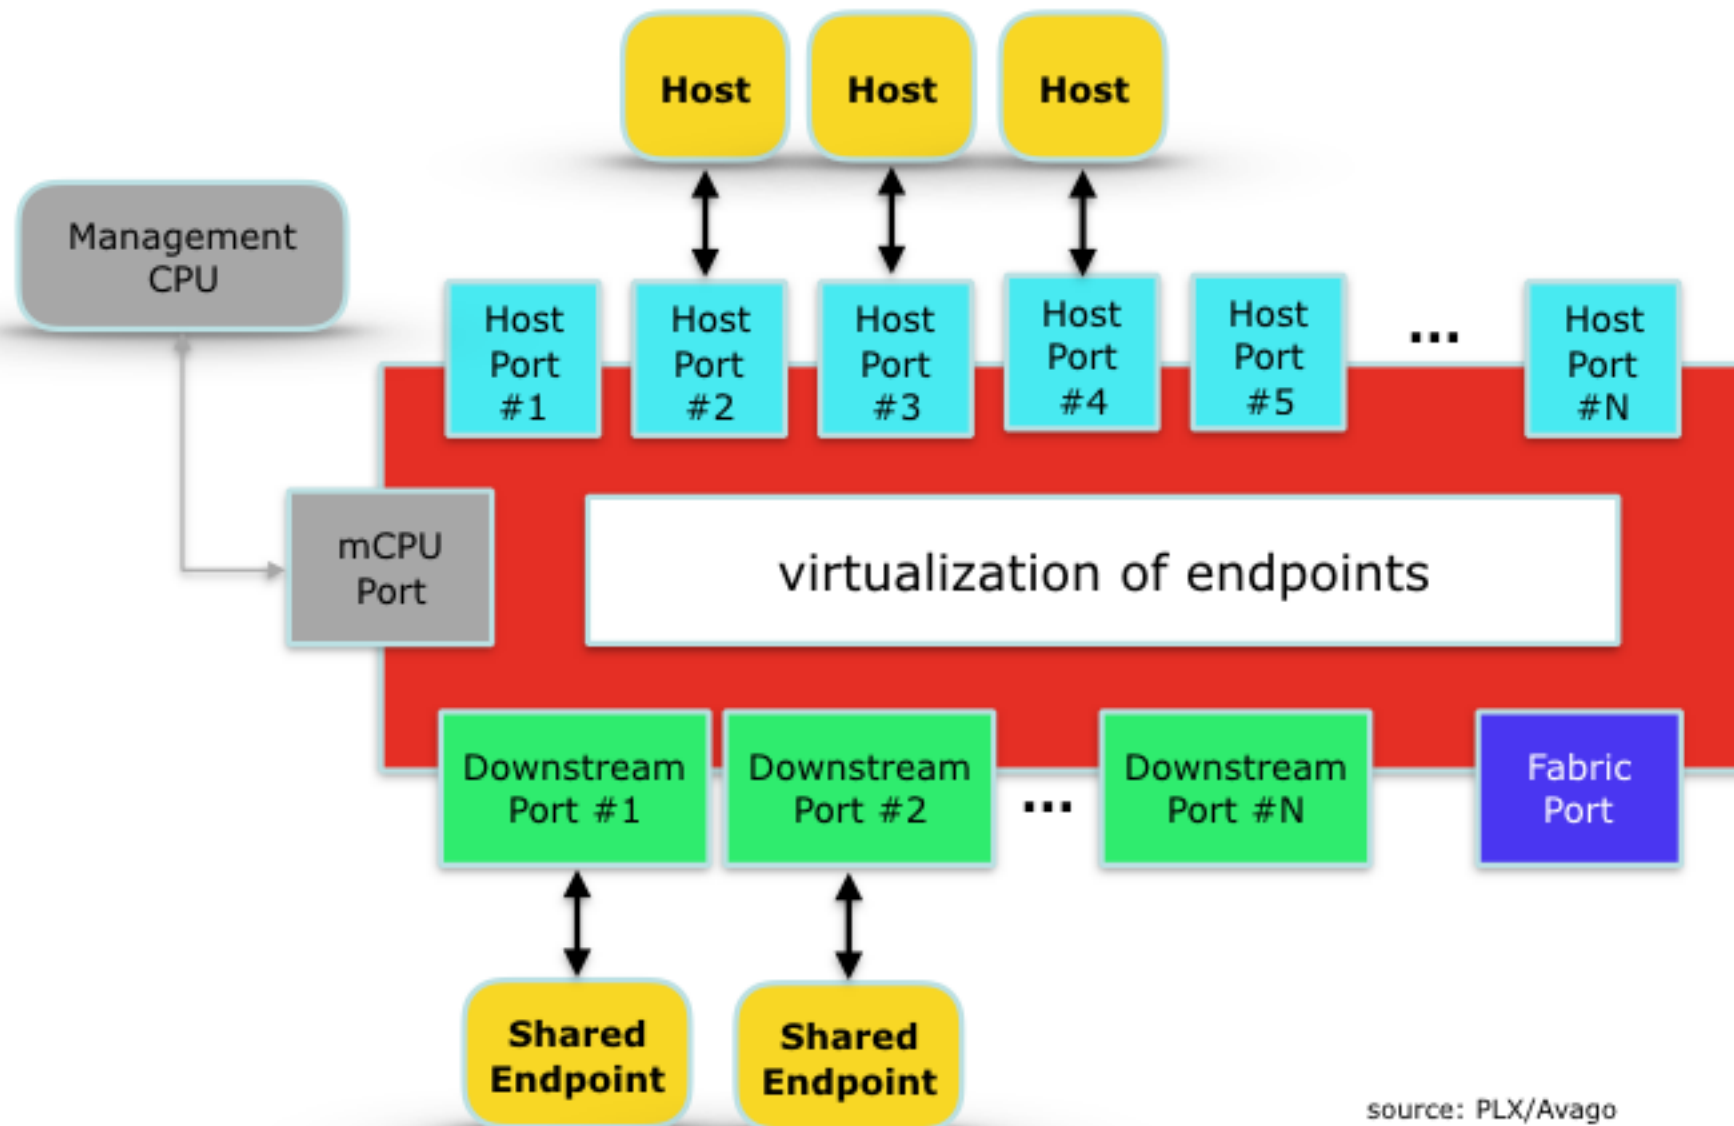 Host
Host
Host
Management
CPU
Host
Port
#1
Host
Port
#2
Host
Port
#3
Host
Port
#4
Host
Port
#5
...
Host
Port
#N
mCPU
Port
virtualization of endpoints
Downstream
Port #1
Downstream
Port #2
...
Downstream
Port #N
Fabric
Port
Shared
Endpoint
Shared
Endpoint
source: PLX/Avago